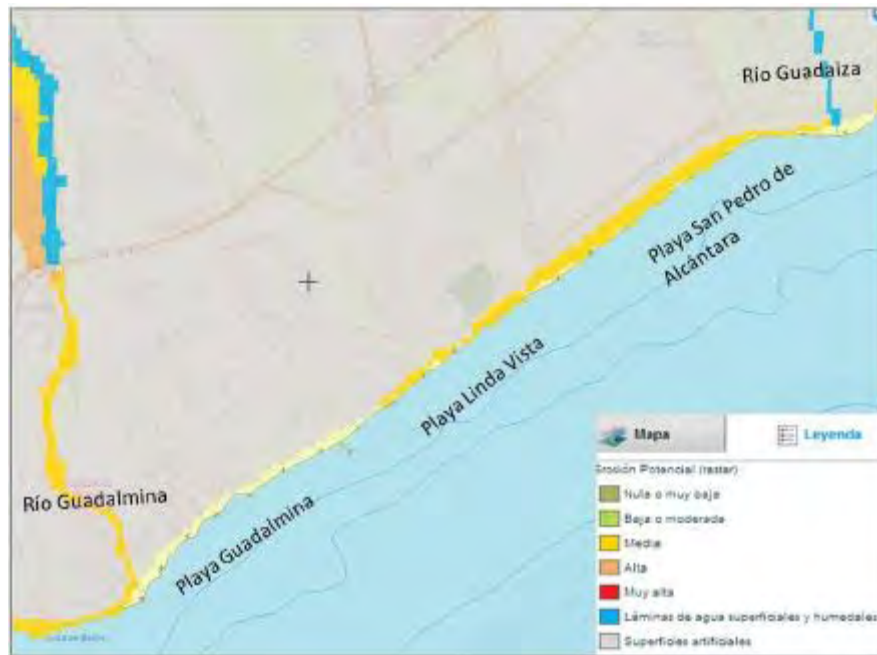 Río Guadaiza
Playa San Pedro de
Alcántara
Playa Linda Vista
Río Guadalmina
Playa Guadalmina
Mapa
Leyenda
Erosión Potencial (raster)
Nula o muy baja
Baja o moderada
Media
Alta
Muy alta
Láminas de agua superficiales y humedales
Superficies artificiales